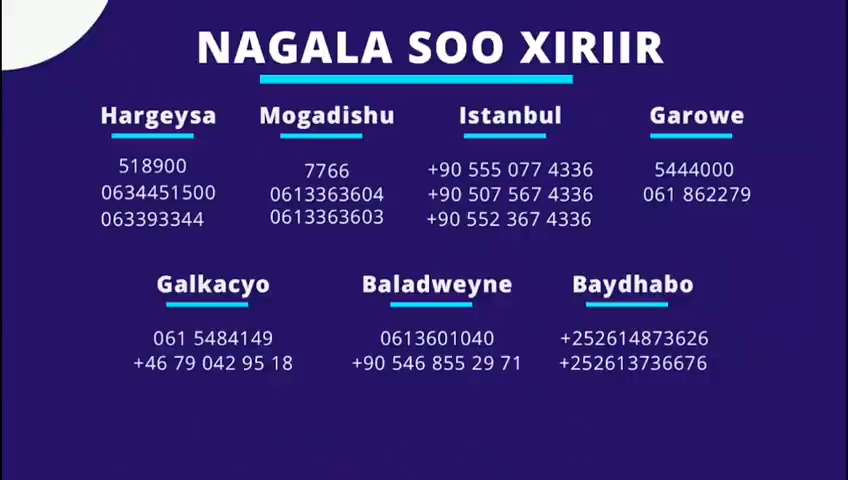 NAGALA SOO XIRIIR
Hargeysa
518900
0634451500
063393344
Mogadishu
7766
0613363604
0613363603
Istanbul
+90 555 077 4336
+90 507 567 4336
+90 552 367 4336
Garowe
5444000
061 862279
Galkacyo
061 5484149
+46 79 042 95 18
Baladweyne
0613601040
+90 546 855 29 71
Baydhabo
+252614873626
+252613736676